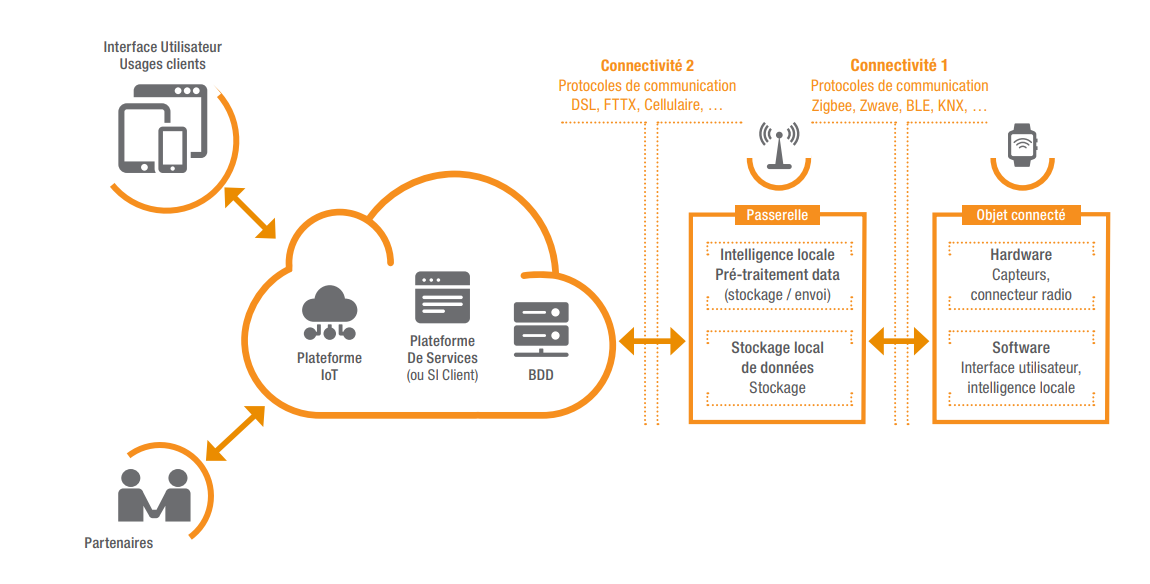 Interface Utilisateur
Usages clients
Connectivité 2
Protocoles de communication
DSL, FTTX, Cellulaire, …
Connectivité 1
Protocoles de communication
Zigbee, Zwave, BLE, KNX, …
Plateforme
IoT
Plateforme
De Services
(ou SI Client)
BDD
Passerelle
Intelligence locale
Pré-traitement data
(stockage / envoi)
Stockage local
de données
Stockage
Objet connecté
Hardware
Capteurs,
connecteur radio
Software
Interface utilisateur,
intelligence locale
Partenaires